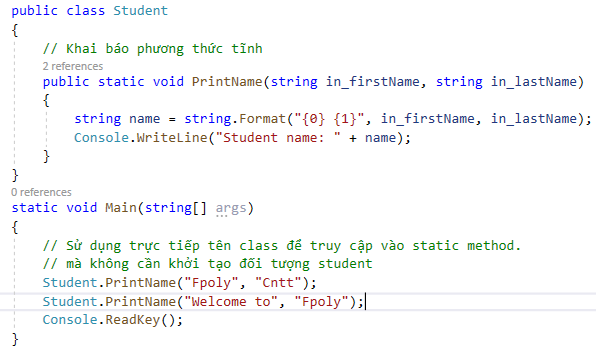 public class Student
{
// Khai báo phương thức tĩnh
2 references
public static void PrintName(string in_firstName, string in_lastName)
{
string name = string.Format("{0} {1}", in_firstName, in_lastName);
Console.WriteLine("Student name: " + name);
}
}
0 references
static void Main(string[] args)
{
// Sử dụng trực tiếp tên class để truy cập vào static method.
// mà không cần khởi tạo đối tượng student
Student.PrintName("Fpoly", "Cntt");
Student.PrintName("Welcome to", "Fpoly");
Console.ReadKey();
}